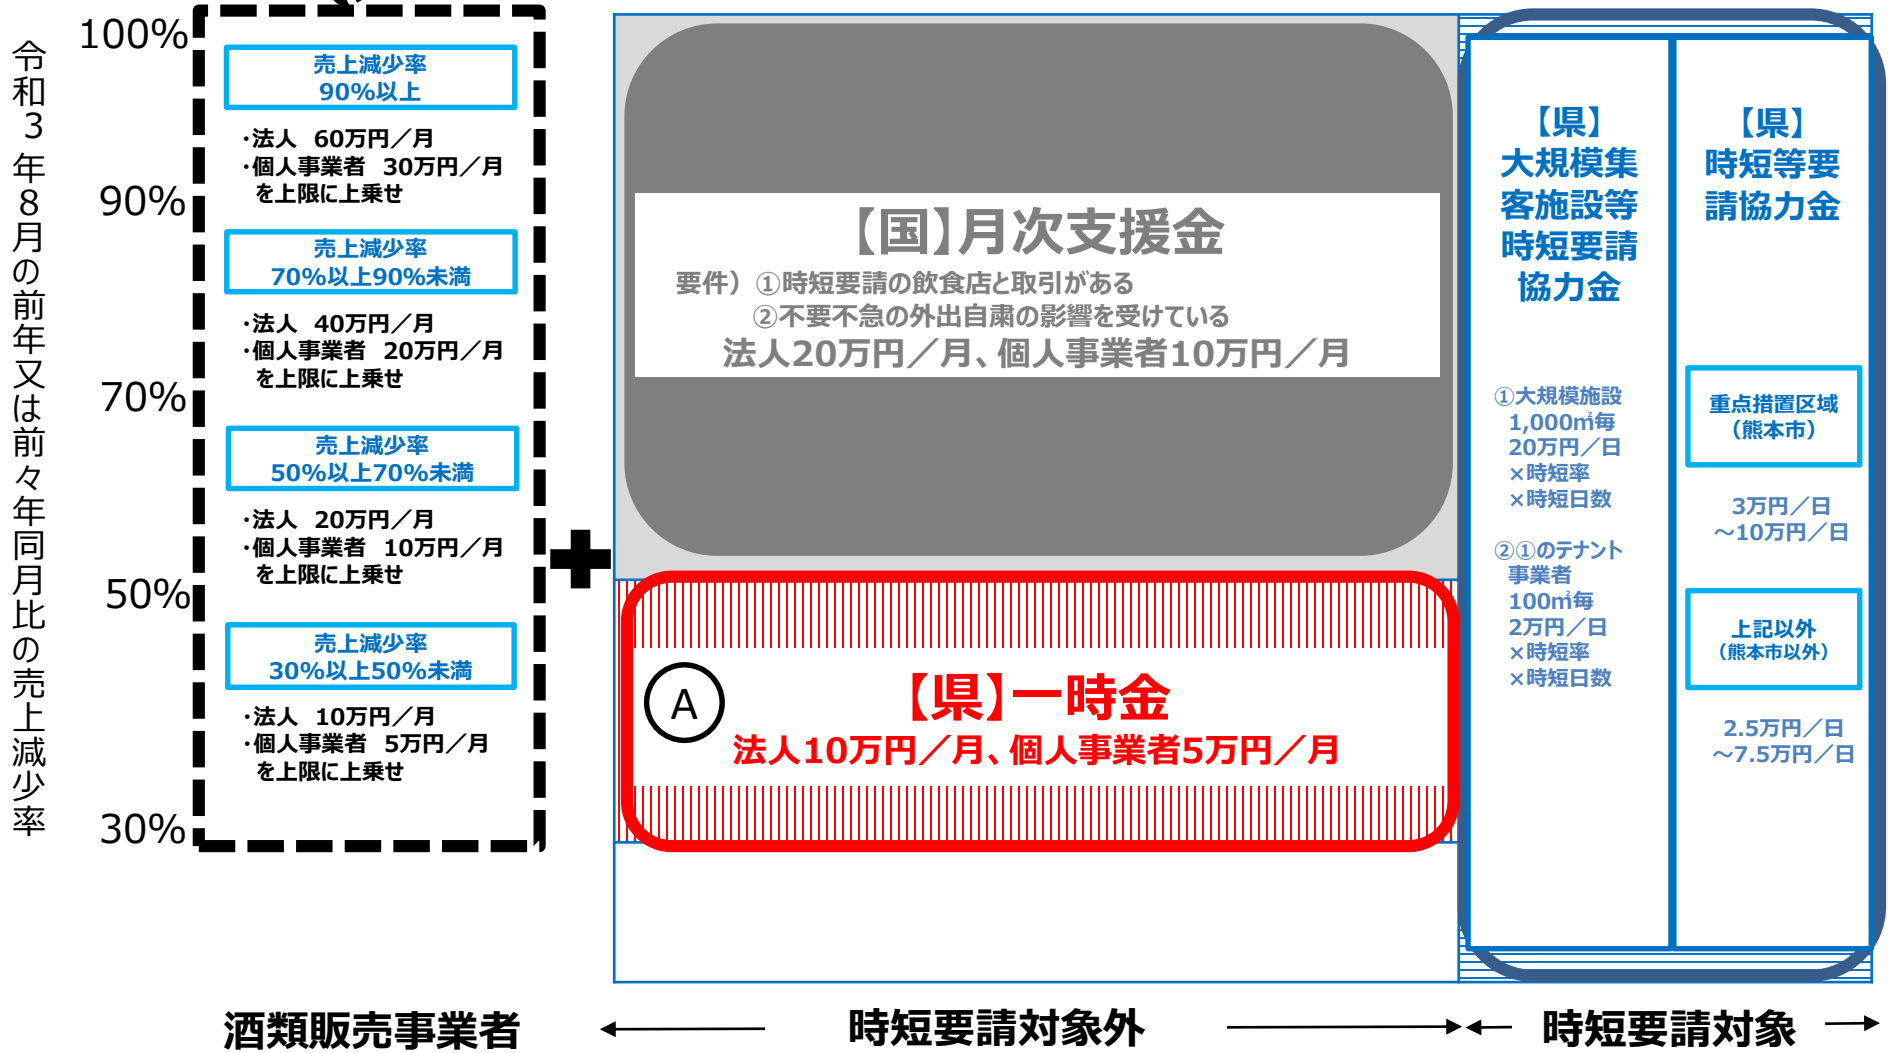 令和３年８月の前年又は前々年同月比の売上減少率
100%
90%
70%
50%
30%
売上減少率
90%以上
・法人 60万円／月
・個人事業者 30万円／月
を上限に上乗せ
売上減少率
70%以上90%未満
・法人 40万円／月
・個人事業者 20万円／月
を上限に上乗せ
売上減少率
50%以上70%未満
・法人 20万円／月
・個人事業者 10万円／月
を上限に上乗せ
売上減少率
30%以上50%未満
・法人 10万円／月
・個人事業者 5万円／月
を上限に上乗せ
【国】月次支援金
要件）①時短要請の飲食店と取引がある
②不要不急の外出自粛の影響を受けている
法人20万円／月、個人事業者10万円／月
A
【県】一時金
法人10万円／月、個人事業者5万円／月
【県】
大規模集
客施設等
時短要請
協力金
①大規模施設
1,000㎡毎
20万円／日
×時短率
×時短日数
②①のテナント
事業者
100㎡毎
2万円／日
×時短率
×時短日数
【県】
時短等要
請協力金
重点措置区域
（熊本市）
3万円／日
～10万円／日
上記以外
（熊本市以外）
2.5万円／日
～7.5万円／日
酒類販売事業者
時短要請対象外
時短要請対象